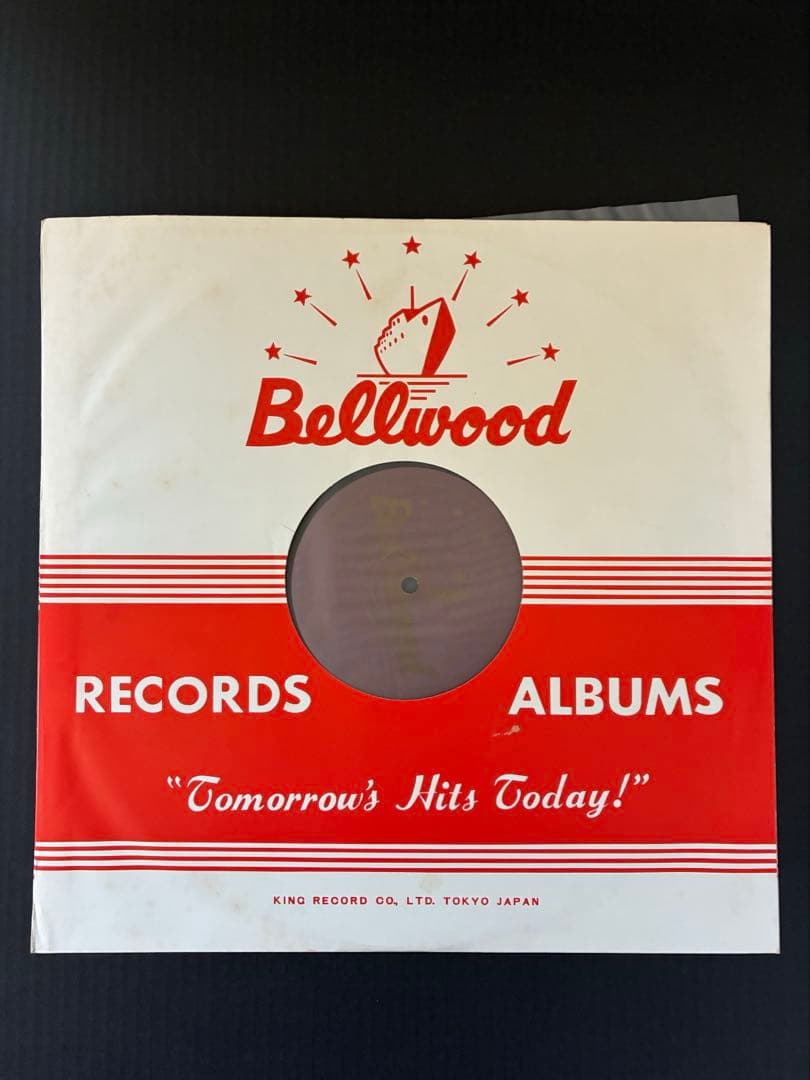 Bellwood
RECORDS ALBUMS
"Tomorrow's Hits Today!"
KING RECORD CO., LTD. TOKYO JAPAN